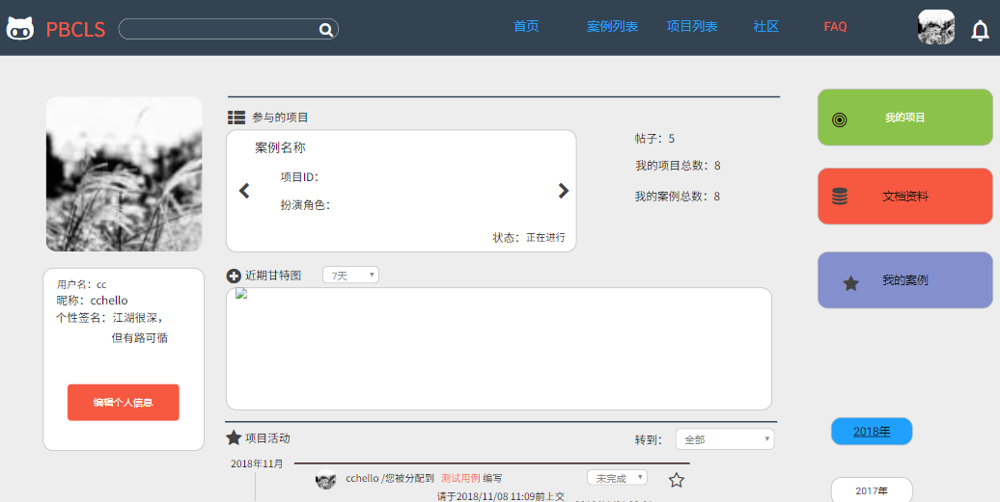 PBCLS
首页 案例列表 项目列表 社区 FAQ
参与的项目
案例名称
项目ID：
扮演角色：
状态：正在进行
帖子：5
我的项目总数：8
我的案例总数：8
我的项目
文档资料
我的案例
用户名：cc
昵称：cchello
个性签名：江湖很深，
但有路可循
编辑个人信息
近期甘特图 7天
项目活动
转到： 全部
2018年11月
cchello /您被分配到 测试用例 编写
未完成
请于2018/11/08 11:09前上交
2018年
2017年